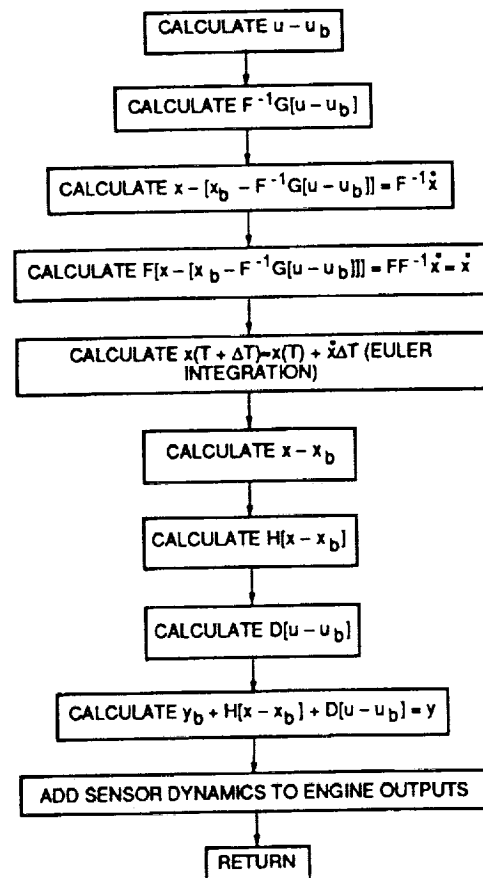 CALCULATE u – u_b
CALCULATE F⁻¹G[u – u_b]
CALCULATE x – [x_b – F⁻¹G[u – u_b]] = F⁻¹ẋ
CALCULATE F[x – [x_b – F⁻¹G[u – u_b]]] = FF⁻¹ẋ = ẋ
CALCULATE x(T + ΔT)=x(T) + ẋΔT (EULER
INTEGRATION)
CALCULATE x – x_b
CALCULATE H[x – x_b]
CALCULATE D[u – u_b]
CALCULATE y_b + H[x – x_b] + D[u – u_b] = y
ADD SENSOR DYNAMICS TO ENGINE OUTPUTS
RETURN